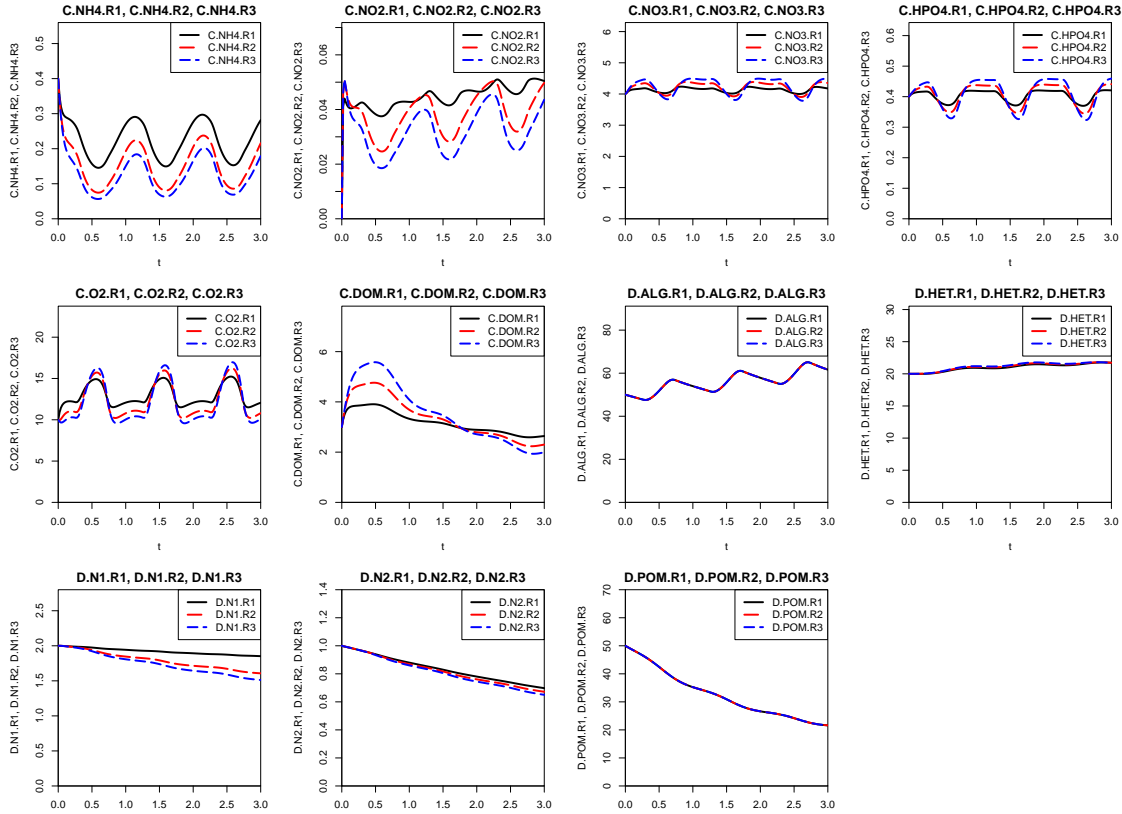 C.NH4.R1, C.NH4.R2, C.NH4.R3
C.NH4.R1, C.NH4.R2, C.NH4.R3
0.0 0.1 0.2 0.3 0.4 0.5
C.NH4.R1
C.NH4.R2
C.NH4.R3
0.0 0.5 1.0 1.5 2.0 2.5 3.0
t
C.NO2.R1, C.NO2.R2, C.NO2.R3
C.NO2.R1, C.NO2.R2, C.NO2.R3
0.00 0.02 0.04 0.06
C.NO2.R1
C.NO2.R2
C.NO2.R3
0.0 0.5 1.0 1.5 2.0 2.5 3.0
t
C.NO3.R1, C.NO3.R2, C.NO3.R3
C.NO3.R1, C.NO3.R2, C.NO3.R3
0 1 2 3 4 5 6
C.NO3.R1
C.NO3.R2
C.NO3.R3
0.0 0.5 1.0 1.5 2.0 2.5 3.0
t
C.HPO4.R1, C.HPO4.R2, C.HPO4.R3
C.HPO4.R1, C.HPO4.R2, C.HPO4.R3
0.0 0.1 0.2 0.3 0.4 0.5 0.6
C.HPO4.R1
C.HPO4.R2
C.HPO4.R3
0.0 0.5 1.0 1.5 2.0 2.5 3.0
t
C.O2.R1, C.O2.R2, C.O2.R3
C.O2.R1, C.O2.R2, C.O2.R3
0 5 10 15 20
C.O2.R1
C.O2.R2
C.O2.R3
0.0 0.5 1.0 1.5 2.0 2.5 3.0
t
C.DOM.R1, C.DOM.R2, C.DOM.R3
C.DOM.R1, C.DOM.R2, C.DOM.R3
0 2 4 6
C.DOM.R1
C.DOM.R2
C.DOM.R3
0.0 0.5 1.0 1.5 2.0 2.5 3.0
t
D.ALG.R1, D.ALG.R2, D.ALG.R3
D.ALG.R1, D.ALG.R2, D.ALG.R3
0 20 40 60 80
D.ALG.R1
D.ALG.R2
D.ALG.R3
0.0 0.5 1.0 1.5 2.0 2.5 3.0
t
D.HET.R1, D.HET.R2, D.HET.R3
D.HET.R1, D.HET.R2, D.HET.R3
0 5 10 15 20 25 30
D.HET.R1
D.HET.R2
D.HET.R3
0.0 0.5 1.0 1.5 2.0 2.5 3.0
t
D.N1.R1, D.N1.R2, D.N1.R3
D.N1.R1, D.N1.R2, D.N1.R3
0.0 0.5 1.0 1.5 2.0 2.5
D.N1.R1
D.N1.R2
D.N1.R3
0.0 0.5 1.0 1.5 2.0 2.5 3.0
D.N2.R1, D.N2.R2, D.N2.R3
D.N2.R1, D.N2.R2, D.N2.R3
0.0 0.2 0.4 0.6 0.8 1.0 1.2 1.4
D.N2.R1
D.N2.R2
D.N2.R3
0.0 0.5 1.0 1.5 2.0 2.5 3.0
D.POM.R1, D.POM.R2, D.POM.R3
D.POM.R1, D.POM.R2, D.POM.R3
0 10 20 30 40 50 60 70
D.POM.R1
D.POM.R2
D.POM.R3
0.0 0.5 1.0 1.5 2.0 2.5 3.0